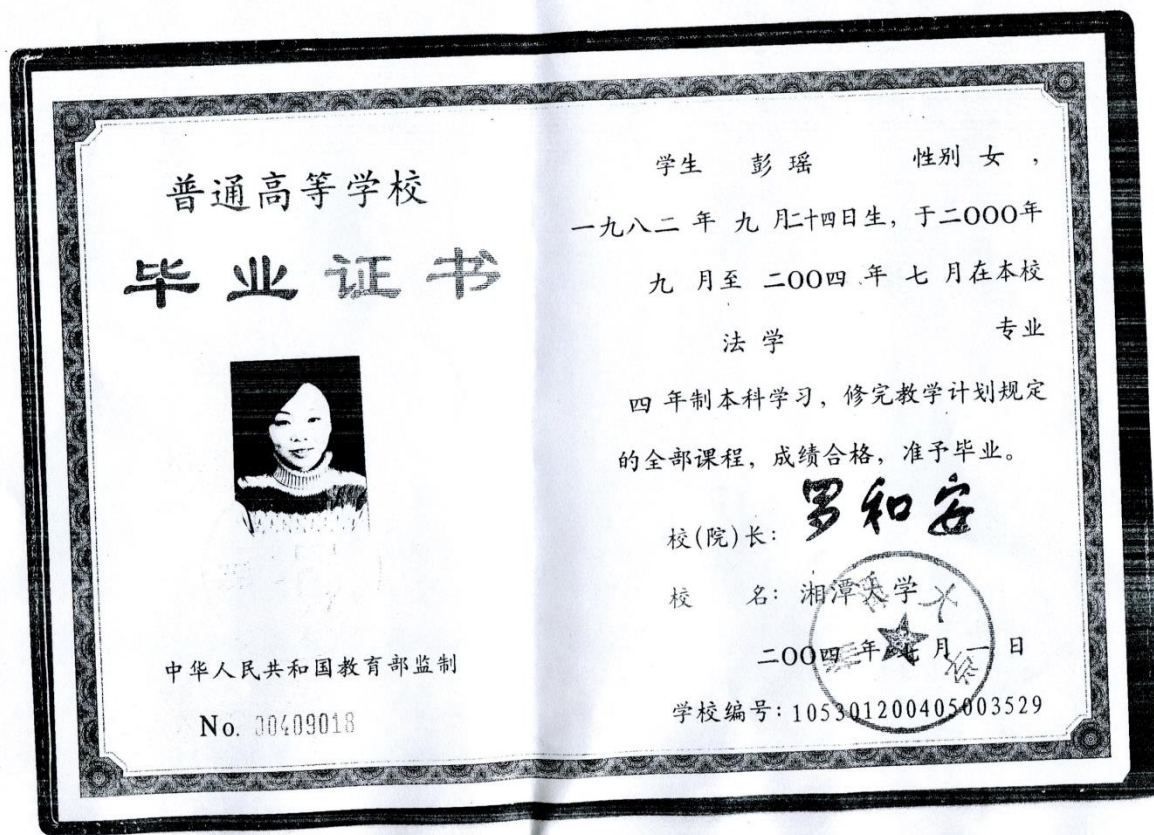 普通高等学校
毕业证书
中华人民共和国教育部监制
No. 00409018
学生 彭瑶 性别 女，
一九八二 年 九 月二十四日生，于二OOO年
九 月至 二OO四 年 七 月在本校
法学 专业
四 年制本科学习，修完教学计划规定
的全部课程，成绩合格，准予毕业。
校(院)长： 罗和安
校 名：湘潭大学
二OO四 年 七 月 一 日
学校编号：105301200405003529